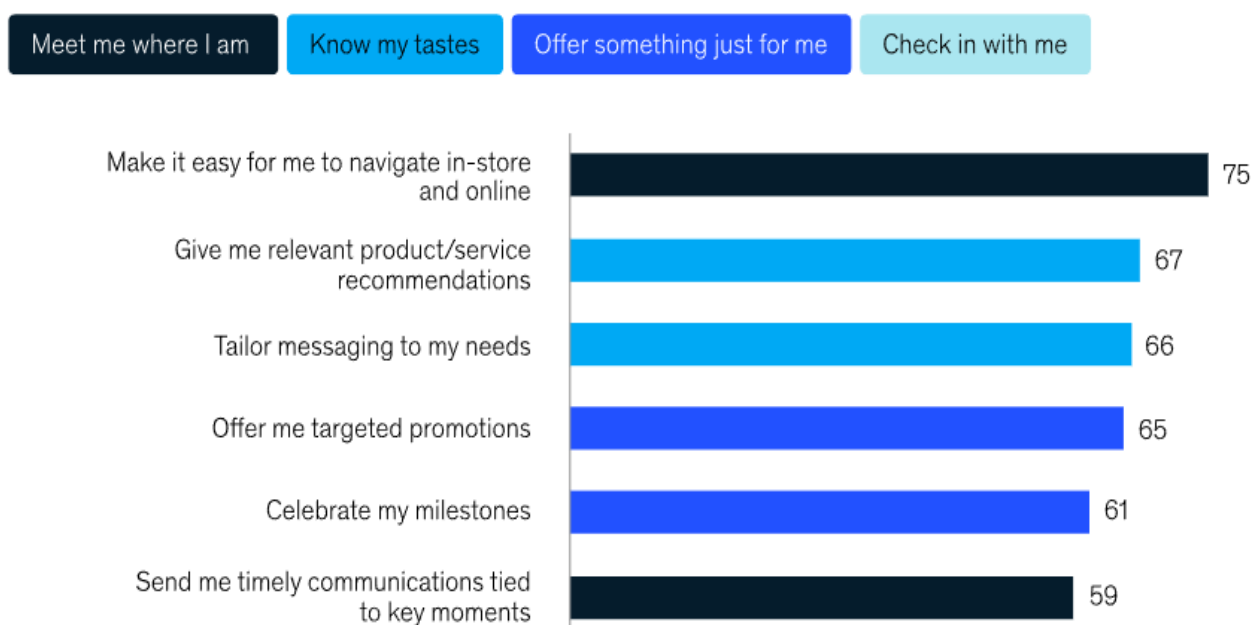 Meet me where I am
Know my tastes
Offer something just for me
Check in with me
Make it easy for me to navigate in-store
and online
75
Give me relevant product/service
recommendations
67
Tailor messaging to my needs
66
Offer me targeted promotions
65
Celebrate my milestones
61
Send me timely communications tied
to key moments
59